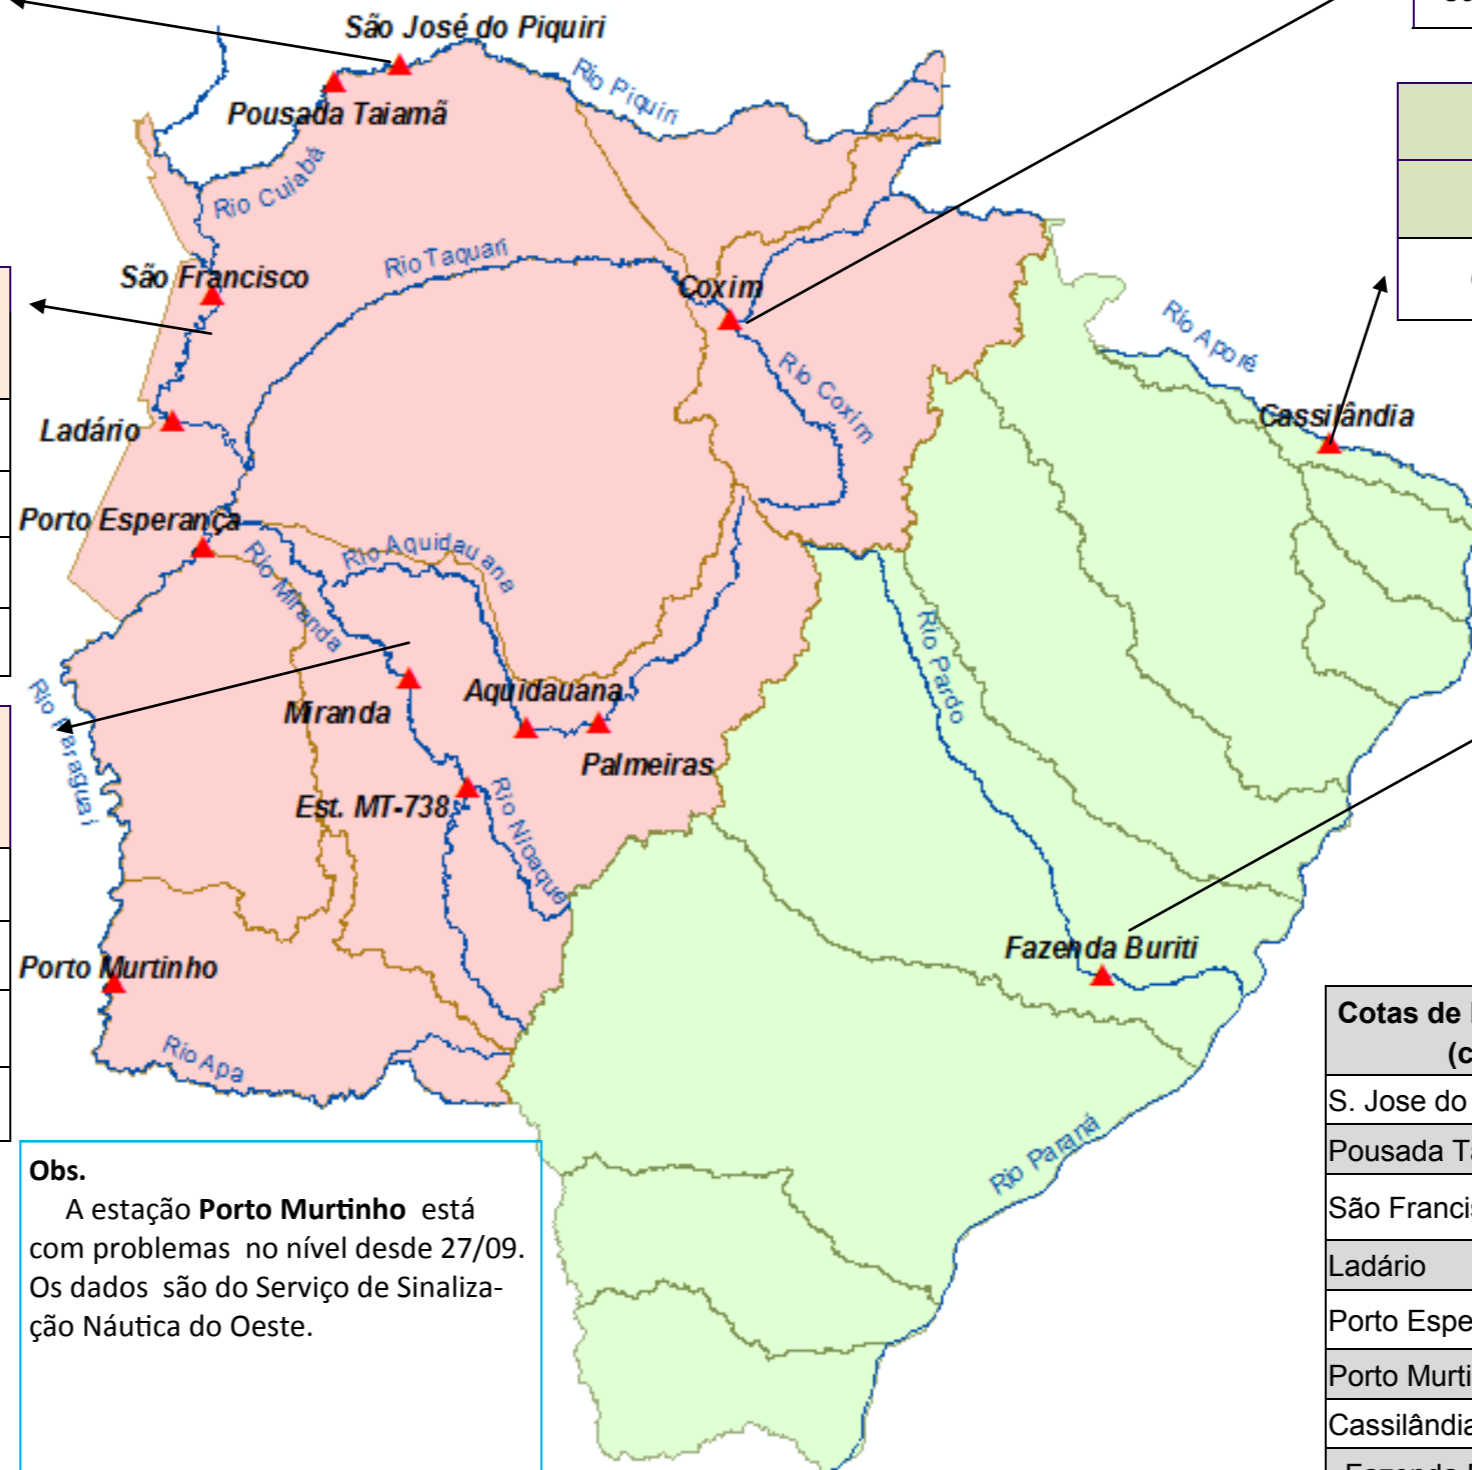 São José do Piquiri
Rio Piquiri
Pousada Taiamã
Rio Cuiabá
Rio Taquari
São Francisco
Coxim
Rio Aporé
Rio Coxim
Cassilândia
Ladário
Porto Esperança
Rio Aquidauana
Rio Miranda
Rio Pardo
Aquidauana
Rio Paraguai
Miranda
Palmeiras
Est. MT-738
Rio Nioaque
Fazenda Buriti
Porto Murtinho
Rio Apa
Rio Paraná
Obs.
A estação Porto Murtinho está
com problemas no nível desde 27/09.
Os dados são do Serviço de Sinaliza-
ção Náutica do Oeste.
Cotas de
(c
S. Jose do
Pousada Ta
São Francis
Ladário
Porto Espe
Porto Murti
Cassilândia